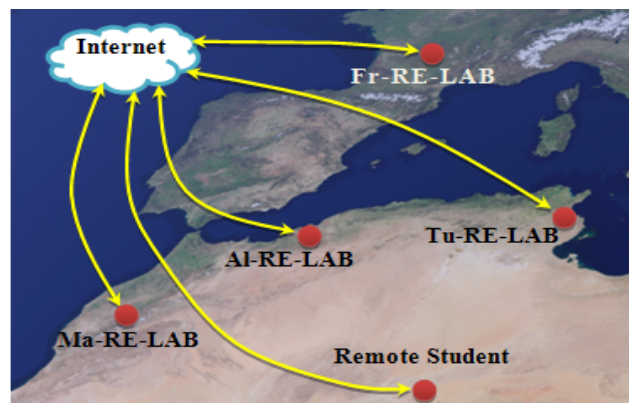 Internet
Fr-RE-LAB
Tu-RE-LAB
Al-RE-LAB
Ma-RE-LAB
Remote Student